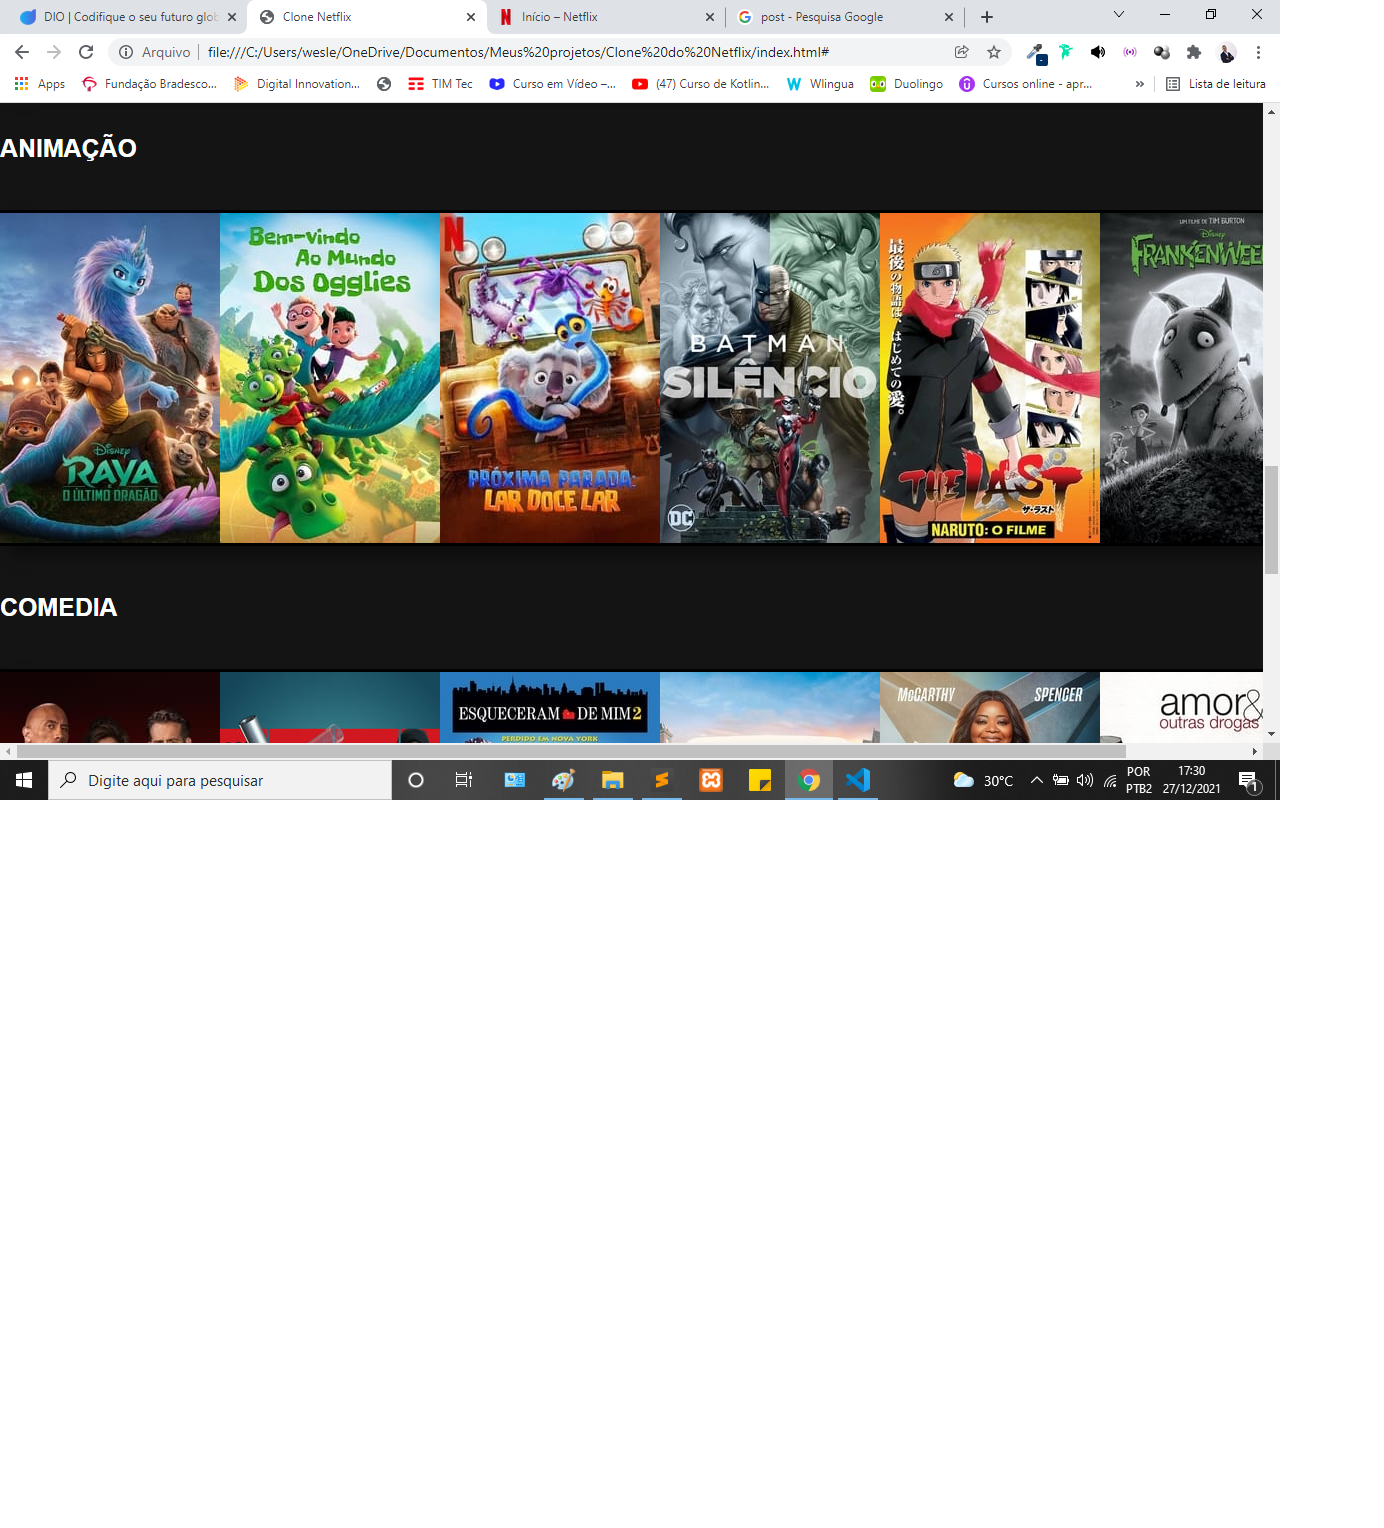 DIO | Codifique o seu futuro glob
Clone Netflix
Início – Netflix
post - Pesquisa Google
Arquivo
file:///C:/Users/wesle/OneDrive/Documentos/Meus%20projetos/Clone%20do%20Netflix/index.html#
Apps
Fundação Bradesco...
Digital Innovation...
TIM Tec
Curso em Vídeo –...
(47) Curso de Kotlin...
Wlingua
Duolingo
Cursos online - apr...
»
Lista de leitura
ANIMAÇÃO
Disney
RAYA
O ÚLTIMO DRAGÃO
Bem-vindo
Ao Mundo
Dos Ogglies
N
PRÓXIMA PARADA:
LAR DOCE LAR
BATMAN
SILÊNCIO
DC
最後の物語は、はじめての愛。
THE LAST
ザ・ラスト
NARUTO: O FILME
UM FILME DE TIM BURTON
Disney
FRANKENWEE
COMEDIA
ESQUECERAM DE MIM 2
PERDIDO EM NOVA YORK
McCARTHY
SPENCER
amor&
outras drogas
Digite aqui para pesquisar
30°C
POR
PTB2
17:30
27/12/2021
1